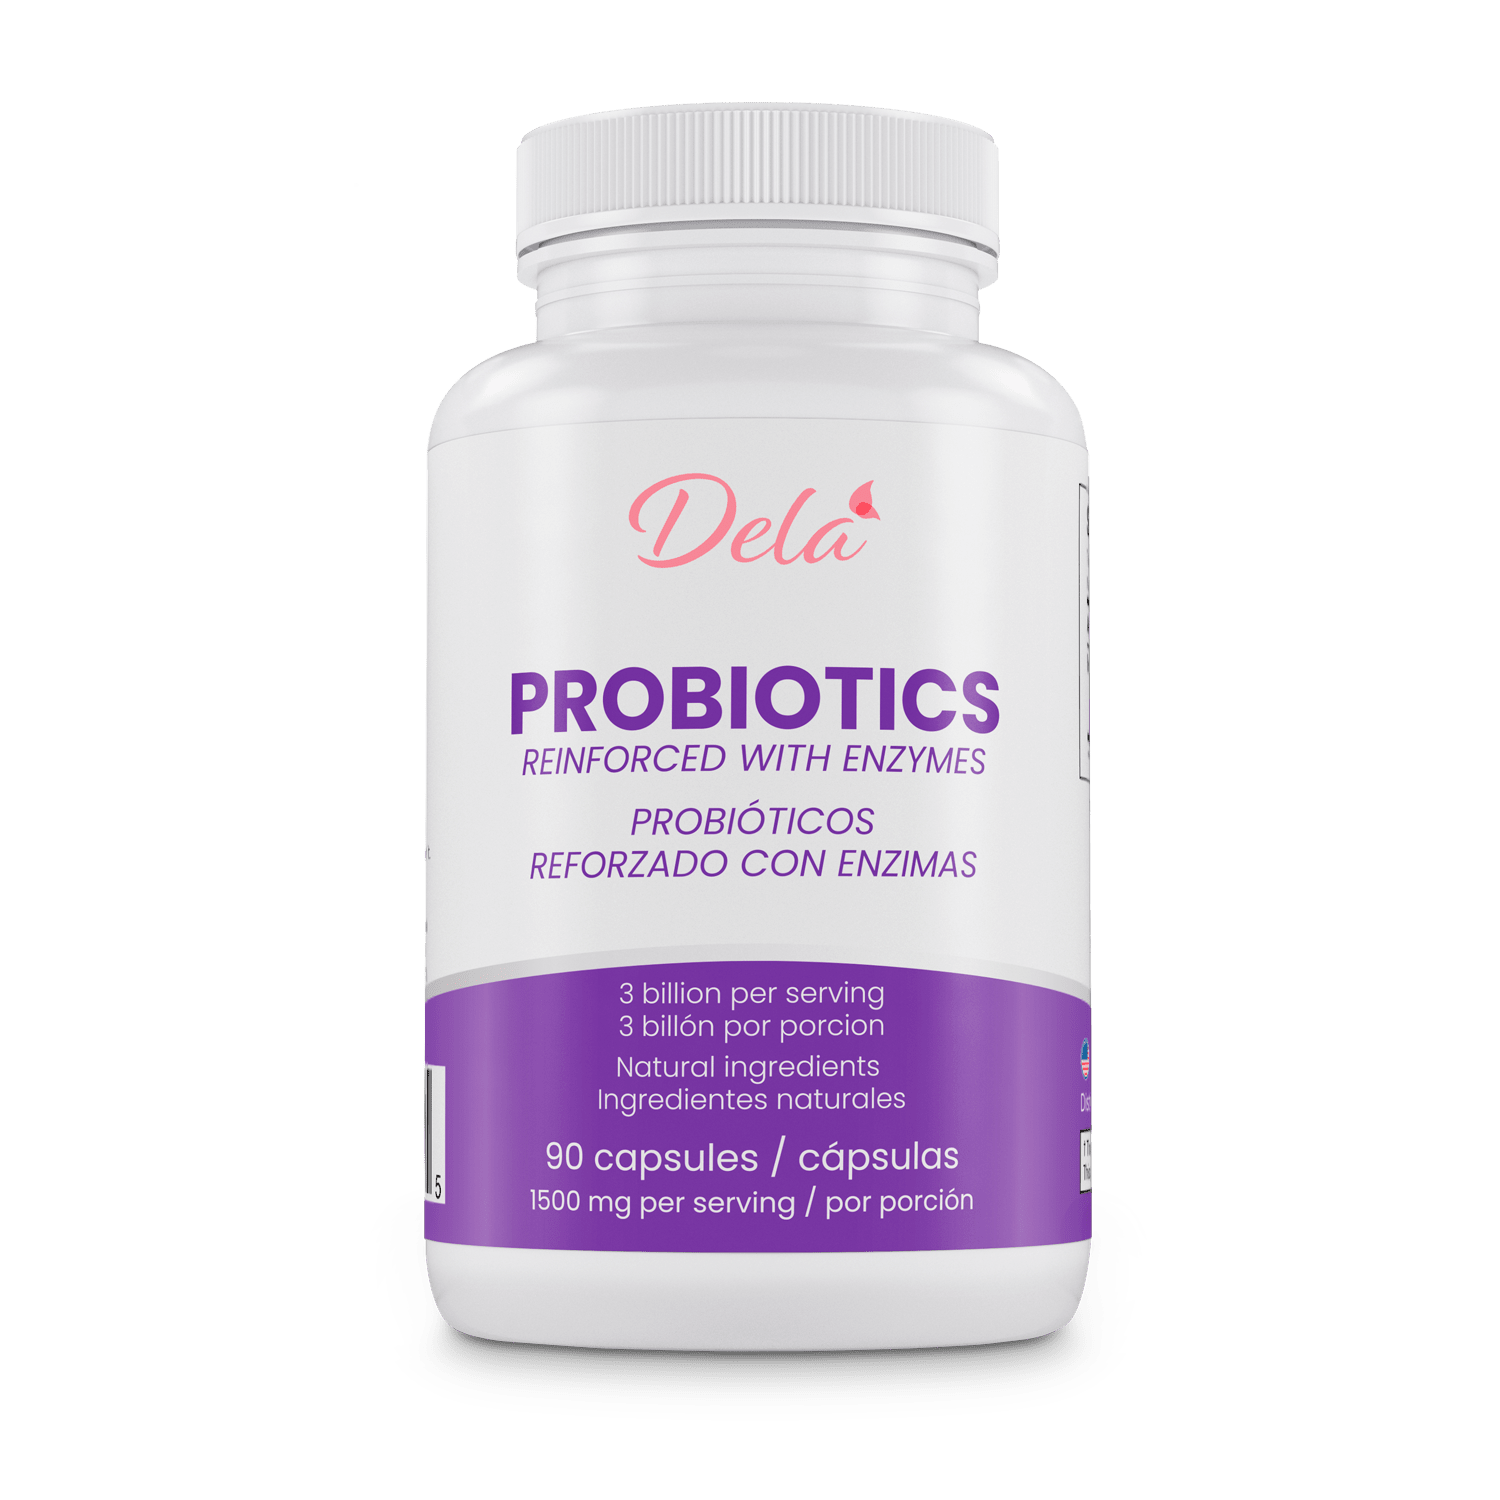 Dela
PROBIOTICS
REINFORCED WITH ENZYMES
PROBIÓTICOS
REFORZADO CON ENZIMAS
3 billion per serving
3 billón por porcion
Natural ingredients
Ingredientes naturales
90 capsules / cápsulas
1500 mg per serving / por porción
5